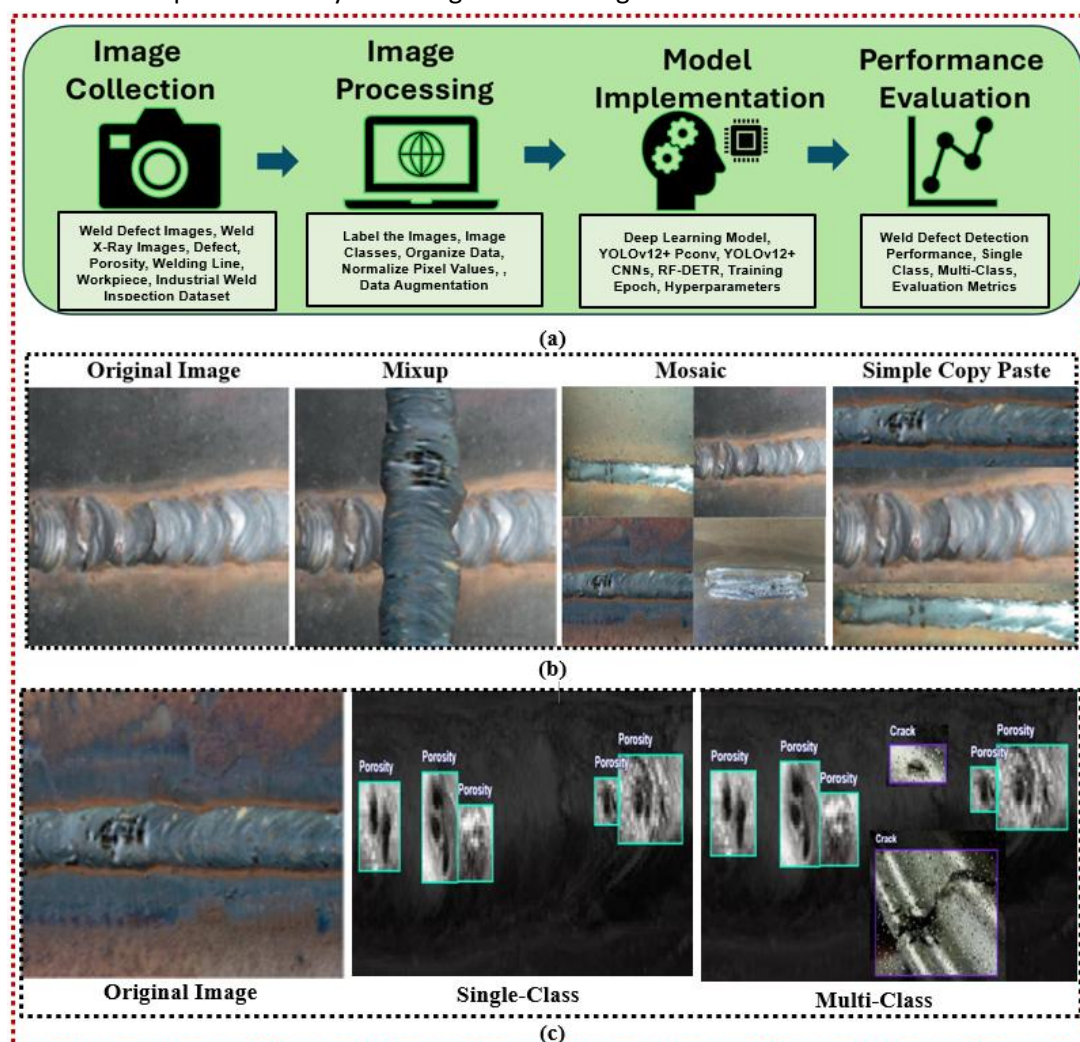 Image
Collection
Image
Processing
Model
Implementation
Performance
Evaluation
Weld Defect Images, Weld
X-Ray Images, Defect,
Porosity, Welding Line,
Workpiece, Industrial Weld
Inspection Dataset
Label the Images, Image
Classes, Organize Data,
Normalize Pixel Values, ,
Data Augmentation
Deep Learning Model,
YOLOv12+ Pconv, YOLOv12+
CNNs, RF-DETR, Training
Epoch, Hyperparameters
Weld Defect Detection
Performance, Single
Class, Multi-Class,
Evaluation Metrics
(a)
Original Image
Mixup
Mosaic
Simple Copy Paste
(b)
Porosity
Porosity
Porosity
Porosity
Porosity
Porosity
Porosity
Porosity
Crack
Porosity
Porosity
Crack
Original Image
Single-Class
Multi-Class
(c)